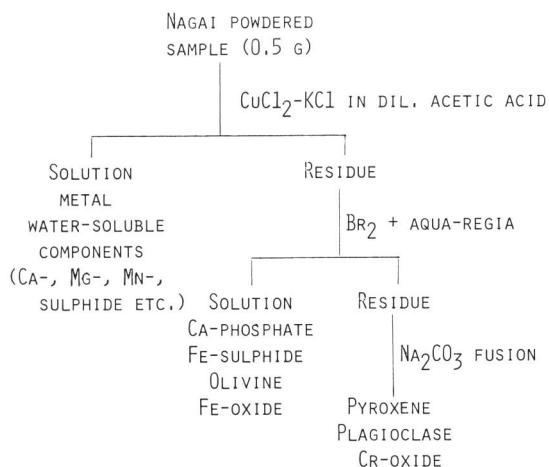 NAGAI POWDERED
SAMPLE (0.5 G)
CuCl2-KCl IN DIL. ACETIC ACID
SOLUTION
METAL
WATER-SOLUBLE
COMPONENTS
(CA-, MG-, MN-,
SULPHIDE ETC.)
RESIDUE
BR2 + AQUA-REGIA
SOLUTION
CA-PHOSPHATE
FE-SULPHIDE
OLIVINE
FE-OXIDE
RESIDUE
NA2CO3 FUSION
PYROXENE
PLAGIOCLASE
CR-OXIDE